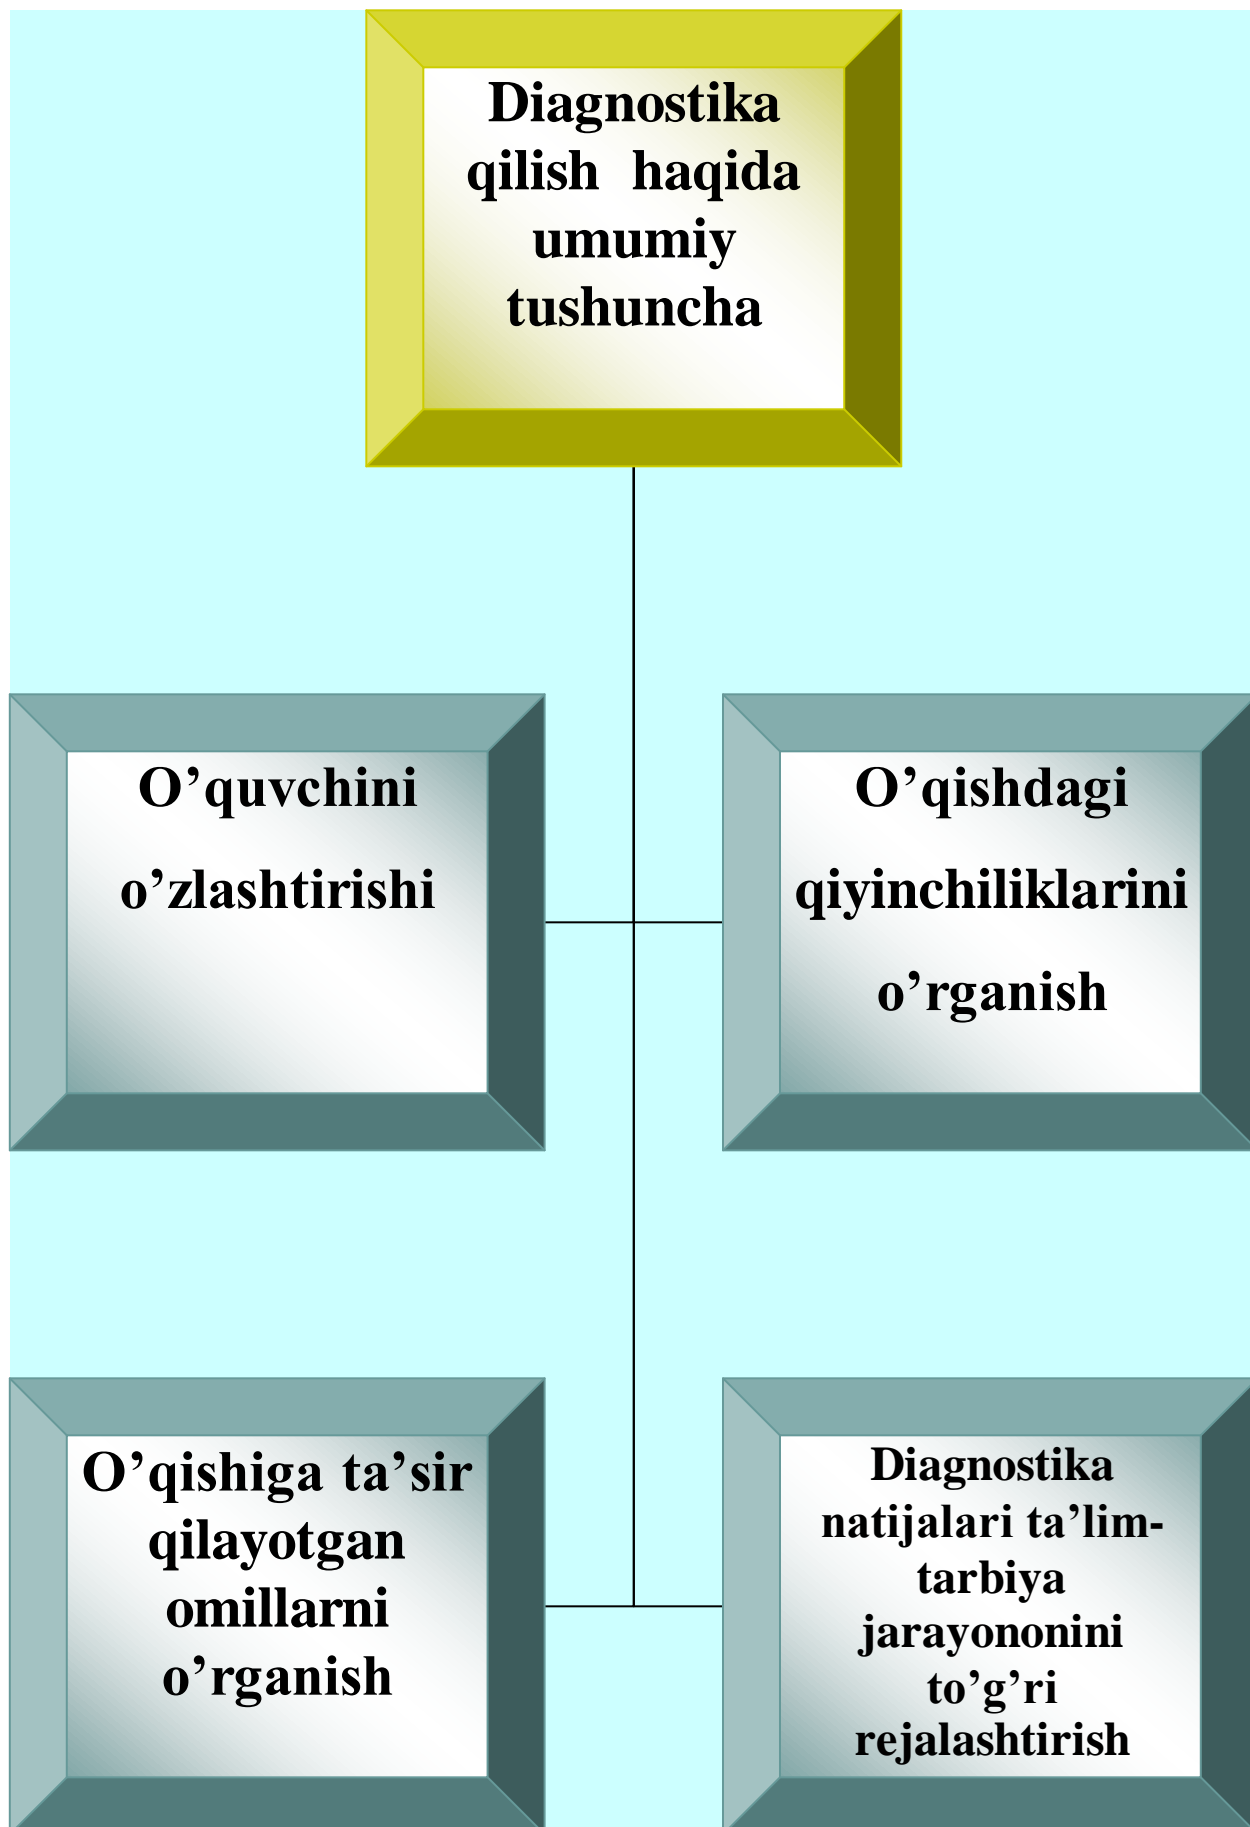 Diagnostika
qilish haqida
umumiy
tushuncha
O’quvchini
o’zlashtirishi
O’qishdagi
qiyinchiliklarini
o’rganish
O’qishiga ta’sir
qilayotgan
omillarni
o’rganish
Diagnostika
natijalari ta’lim-
tarbiya
jarayononini
to’g’ri
rejalashtirish